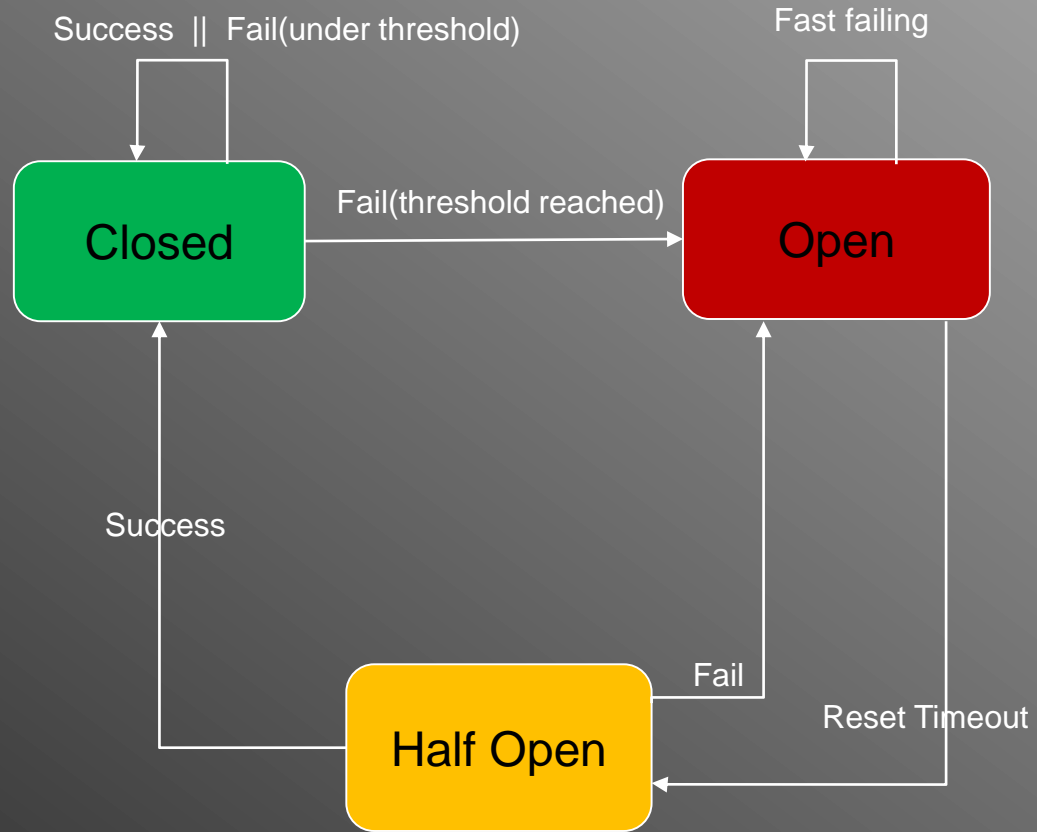 Success || Fail(under threshold)
Fast failing
Closed
Fail(threshold reached)
Open
Success
Fail
Reset Timeout
Half Open